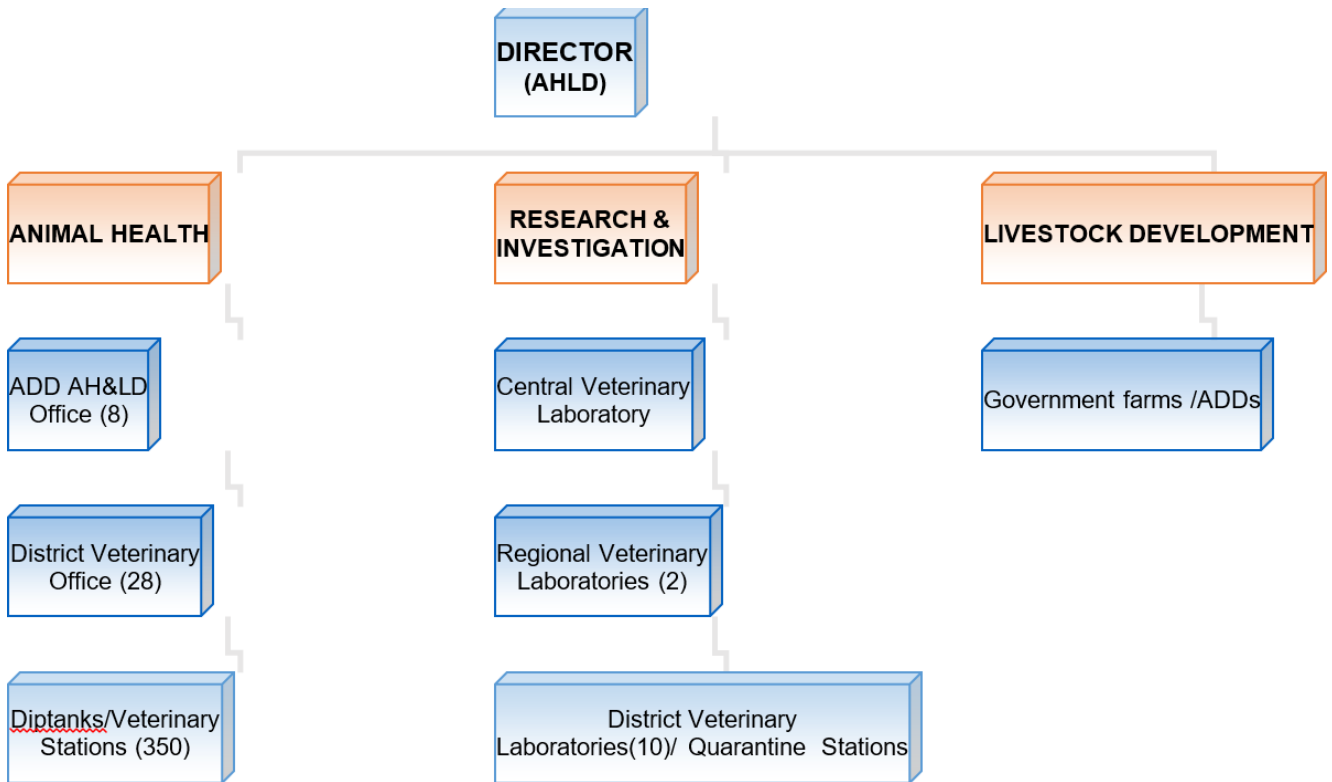 DIRECTOR
(AHLD)
ANIMAL HEALTH
RESEARCH &
INVESTIGATION
LIVESTOCK DEVELOPMENT
ADD AH&LD
Office (8)
Central Veterinary
Laboratory
Government farms /ADDs
District Veterinary
Office (28)
Regional Veterinary
Laboratories (2)
Diptanks/Veterinary
Stations (350)
District Veterinary
Laboratories(10)/ Quarantine Stations